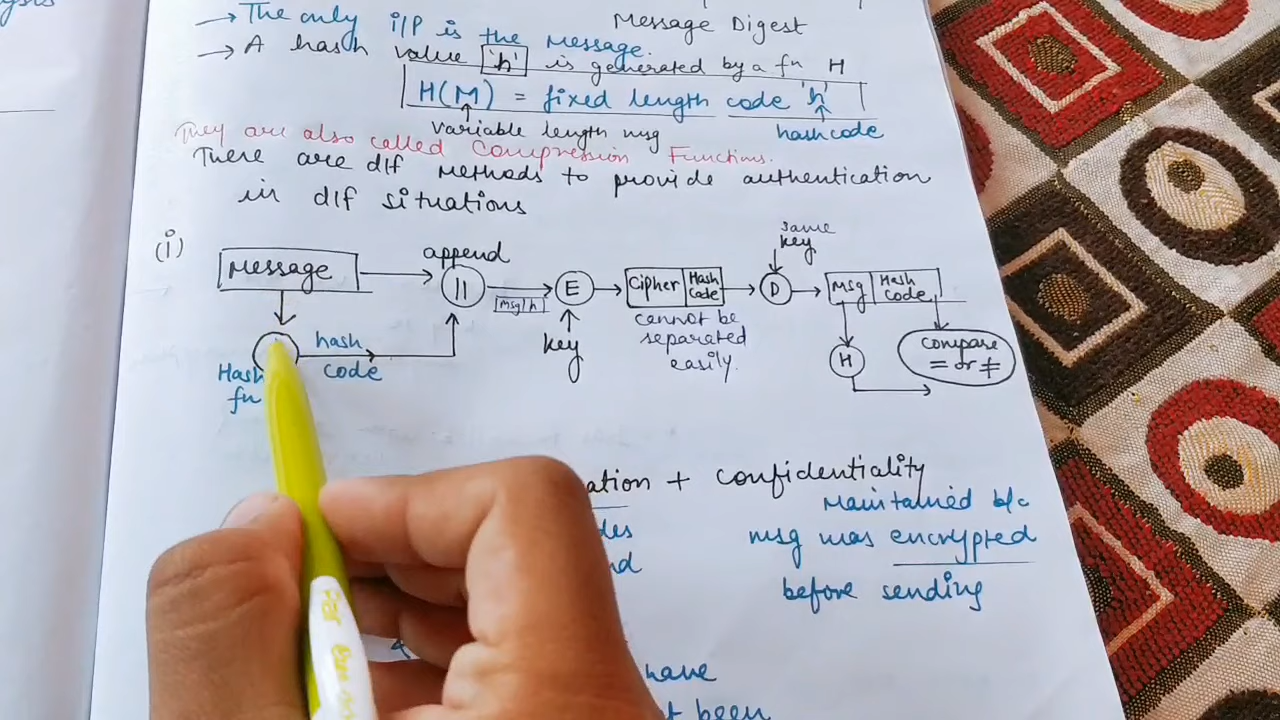 → The only i/p is the message.
Message Digest
→ A hash value 'h' is generated by a fn H
H(M) = fixed length code 'h'
variable length msg
hashcode
They are also called Compression Functions.
There are dif methods to provide authentication
in dif situations
(i)
Message
append
||
msg/h
E
key
Cipher Hash Code
cannot be
separated
easily.
same
key
D
Msg Hash Code
H
compare
= or ≠
hash
code
Hash
fn
ation + confidentiality
Maintained b/c
msg was encrypted
before sending
have
been